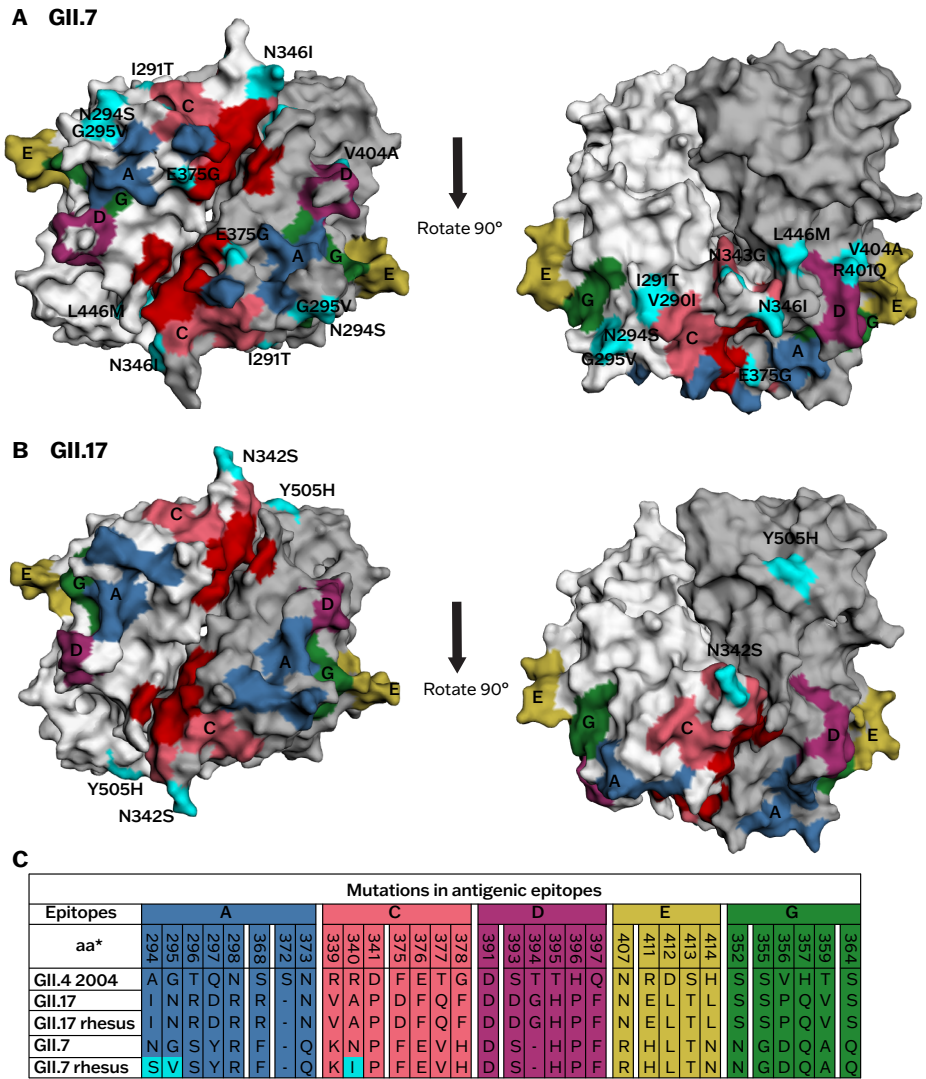 A GII.7
N346I
I291T
C
N294S
G295V
E
A
E375G
V404A
D
G
D
E375G
A
G
E
L446M
G295V
C
N294S
N346I
I291T
Rotate 90°
L446M
N343G
V404A
E
I291T
R401Q
G
V290I
N346I
E
D
N294S
G
C
G295V
A
E375G
B GII.17
N342S
Y505H
C
E
G
A
D
D
A
G
E
C
Y505H
N342S
Rotate 90°
Y505H
N342S
E
G
C
D
E
A
A
C
Mutations in antigenic epitopes
Epitopes A C D E G
aa* 294 295 296 297 298 368 372 373 339 340 341 375 376 377 378 391 393 394 395 396 397 407 411 412 413 414 352 355 356 357 359 364
GII.4 2004 A G T Q N S S N R R D F E T G D S T T H Q N R D S H S S V H T S
GII.17 I N R D R R - N V A P D F Q F D D G H P F N E L T L S S P Q V S
GII.17 rhesus I N R D R R - N V A P D F Q F D D G H P F N E L T L S S P Q V S
GII.7 N G S Y R F - Q K N P F E V H D S - H P F R H L T N N G D Q A Q
GII.7 rhesus S V S Y R F - Q K I P F E V H D S - H P F R H L T N N G D Q A Q